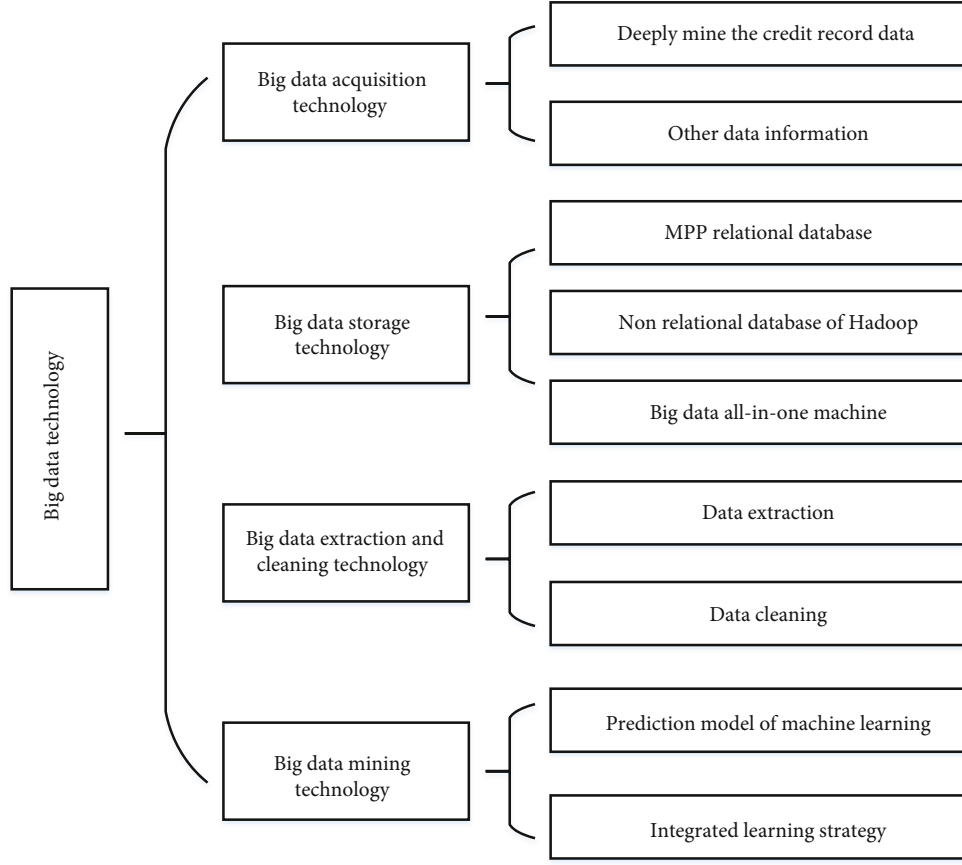 Big data technology
Big data acquisition
technology
Deeply mine the credit record data
Other data information
Big data storage
technology
MPP relational database
Non relational database of Hadoop
Big data all-in-one machine
Big data extraction and
cleaning technology
Data extraction
Data cleaning
Big data mining
technology
Prediction model of machine learning
Integrated learning strategy